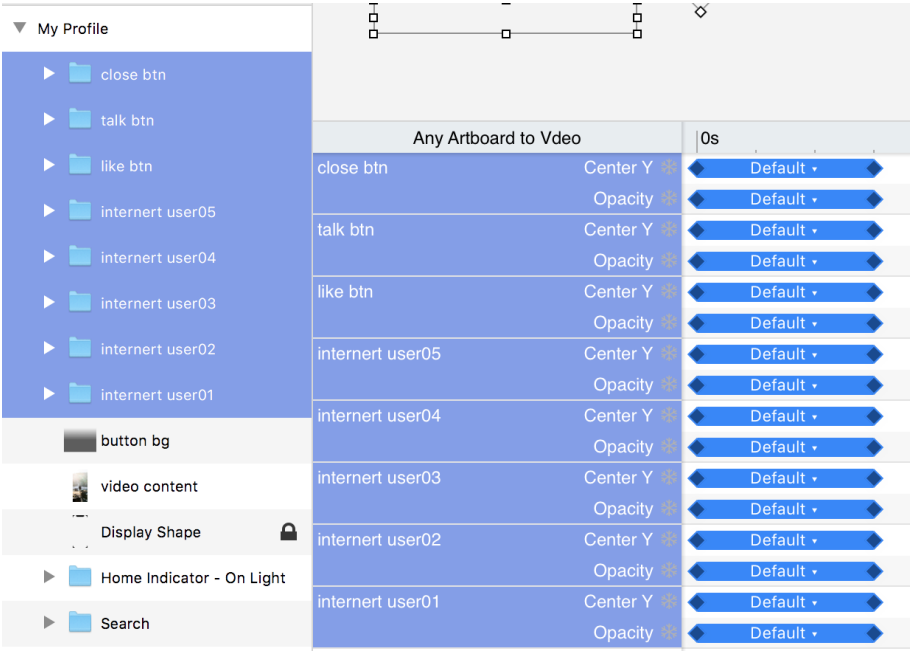 My Profile
close btn
talk btn
like btn
internert user05
internert user04
internert user03
internert user02
internert user01
button bg
video content
Display Shape
Home Indicator - On Light
Search
Any Artboard to Vdeo
0s
close btn Center Y Default
Opacity Default
talk btn Center Y Default
Opacity Default
like btn Center Y Default
Opacity Default
internert user05 Center Y Default
Opacity Default
internert user04 Center Y Default
Opacity Default
internert user03 Center Y Default
Opacity Default
internert user02 Center Y Default
Opacity Default
internert user01 Center Y Default
Opacity Default